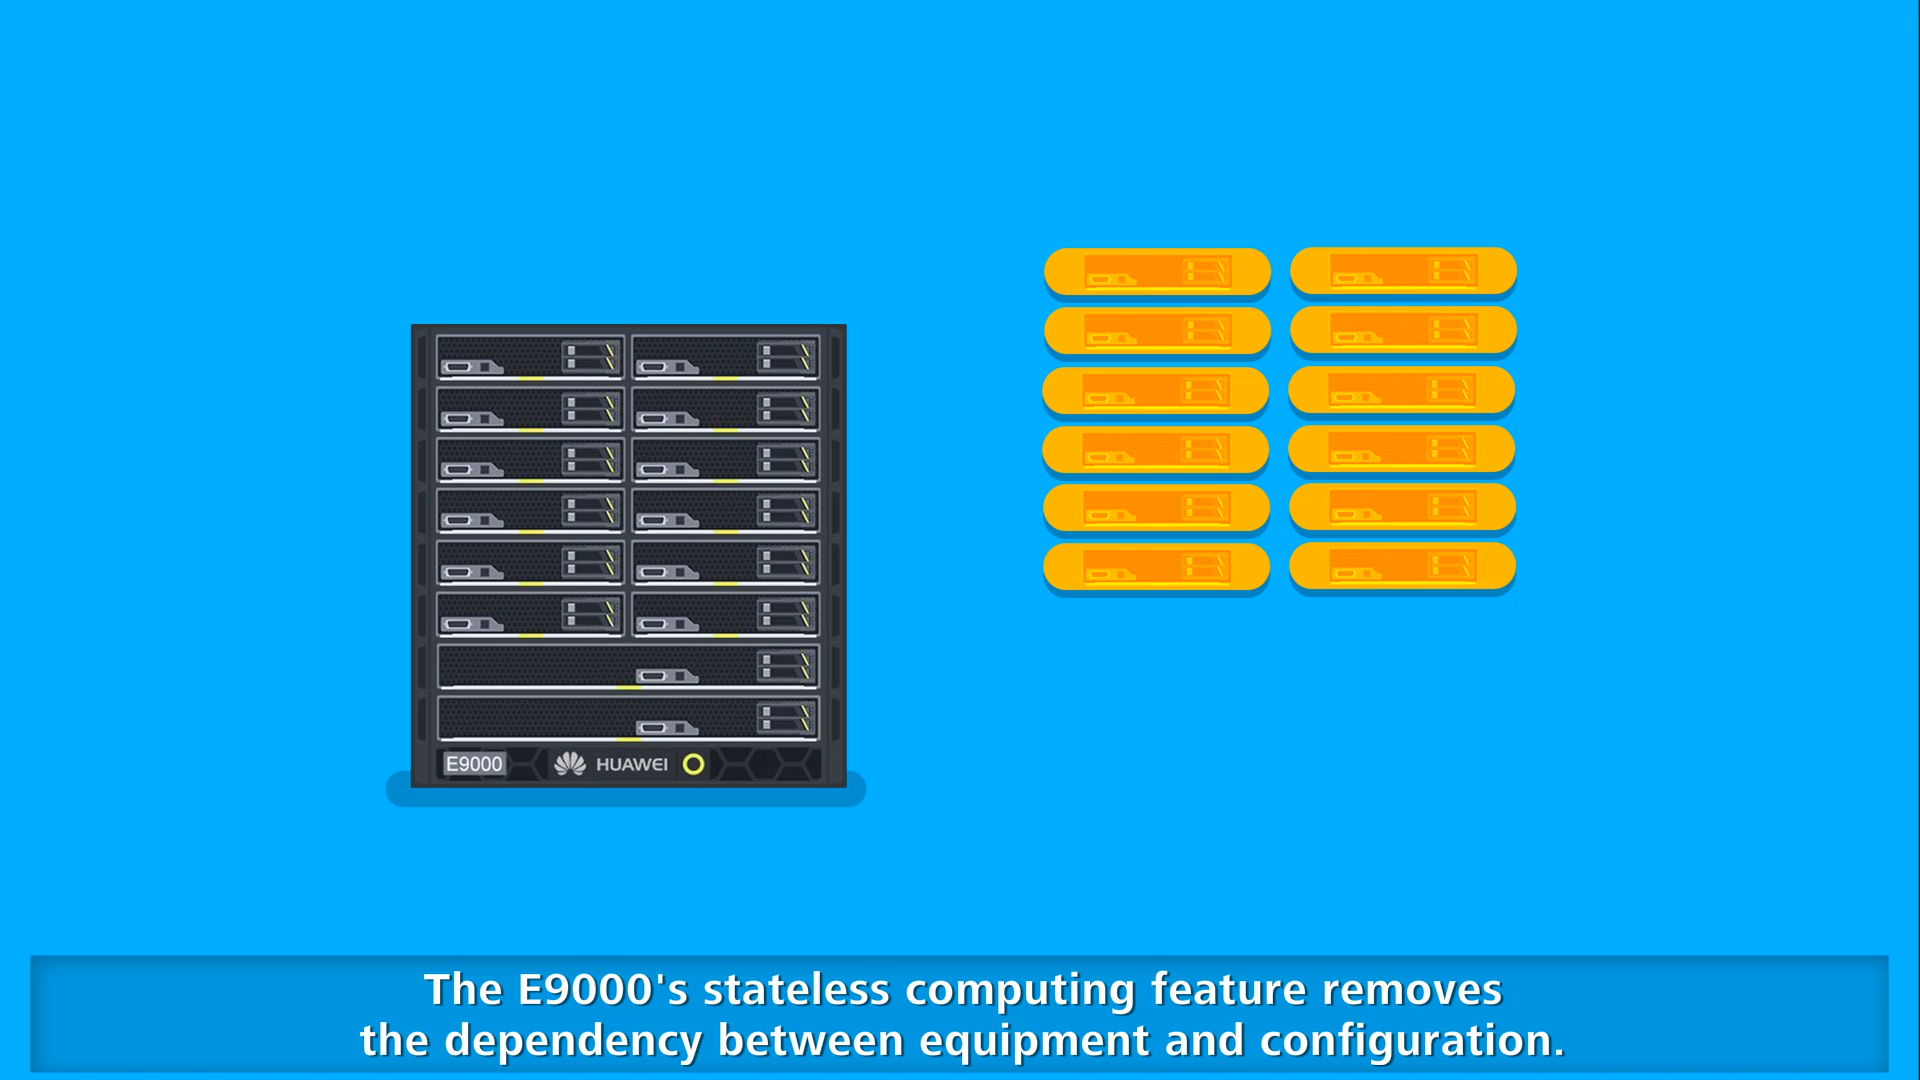 E9000
HUAWEI
The E9000's stateless computing feature removes
the dependency between equipment and configuration.